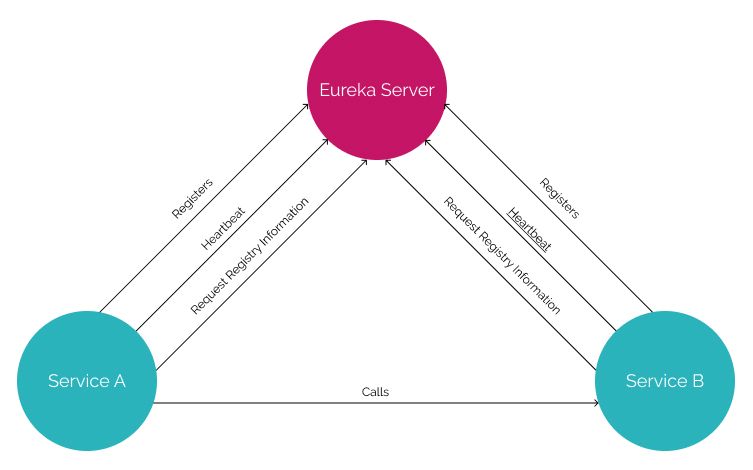 Eureka Server
Registers
Heartbeat
Request Registry Information
Registers
Heartbeat
Request Registry Information
Service A
Calls
Service B